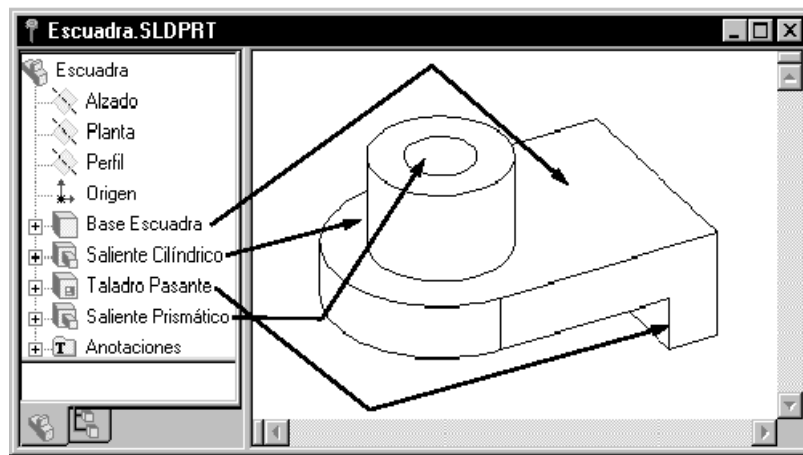 Escuadra.SLDPRT
Escuadra
Alzado
Planta
Perfil
Origen
Base Escuadra
Saliente Cilíndrico
Taladro Pasante
Saliente Prismático
T Anotaciones